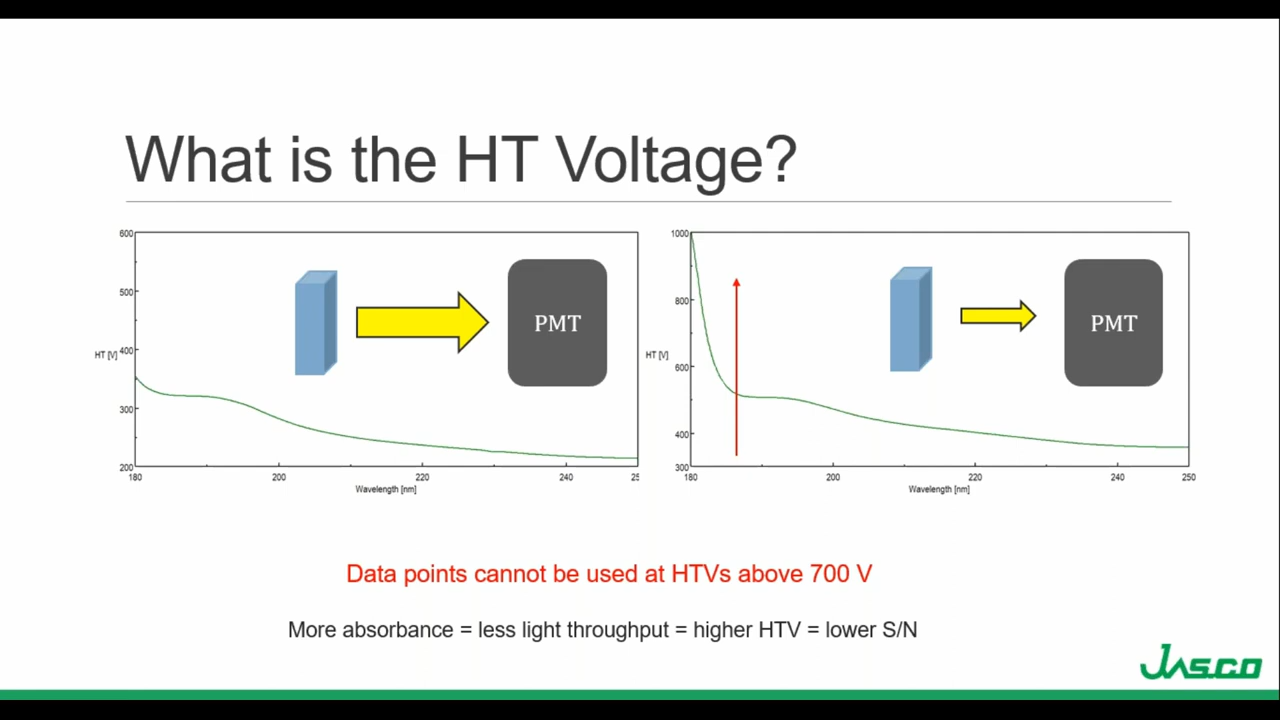 What is the HT Voltage?
600
500
HT [V]
400
300
200
180
200
220
240
25
Wavelength [nm]
PMT
1000
800
HT [V]
600
400
300
180
200
220
240
250
Wavelength [nm]
PMT
Data points cannot be used at HTVs above 700 V
More absorbance = less light throughput = higher HTV = lower S/N
JASCO